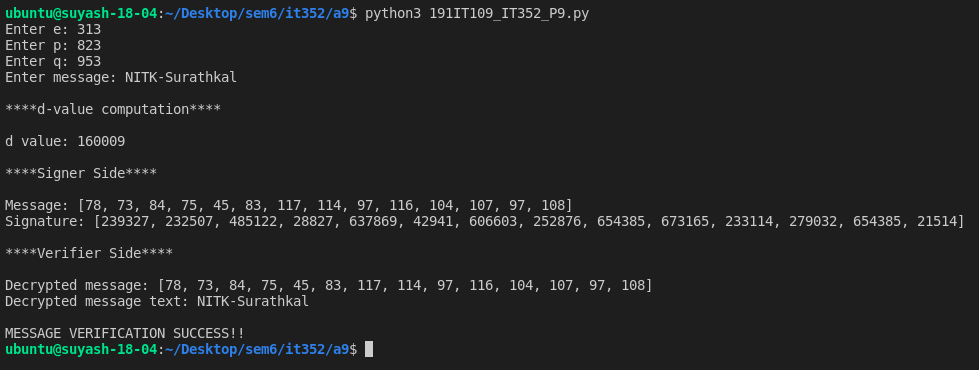 ubuntu@suyash-18-04:~/Desktop/sem6/it352/a9$ python3 191IT109_IT352_P9.py
Enter e: 313
Enter p: 823
Enter q: 953
Enter message: NITK-Surathkal
****d-value computation****
d value: 160009
****Signer Side****
Message: [78, 73, 84, 75, 45, 83, 117, 114, 97, 116, 104, 107, 97, 108]
Signature: [239327, 232507, 485122, 28827, 637869, 42941, 606603, 252876, 654385, 673165, 233114, 279032, 654385, 21514]
****Verifier Side****
Decrypted message: [78, 73, 84, 75, 45, 83, 117, 114, 97, 116, 104, 107, 97, 108]
Decrypted message text: NITK-Surathkal
MESSAGE VERIFICATION SUCCESS!!
ubuntu@suyash-18-04:~/Desktop/sem6/it352/a9$